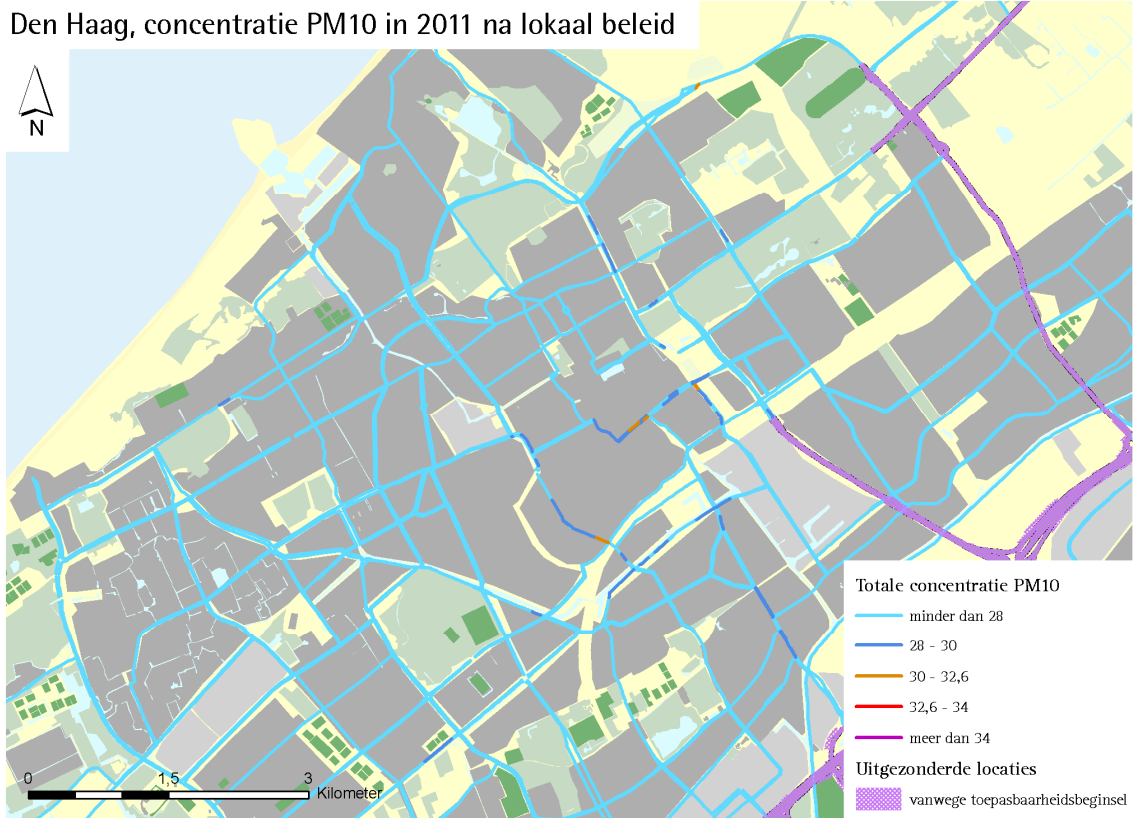 Den Haag, concentratie PM10 in 2011 na lokaal beleid
N
Totale concentratie PM10
minder dan 28
28 - 30
30 - 32,6
32,6 - 34
meer dan 34
Uitgezonderde locaties
vanwege toepasbaarheidsbeginsel
0 1,5 3
Kilometer